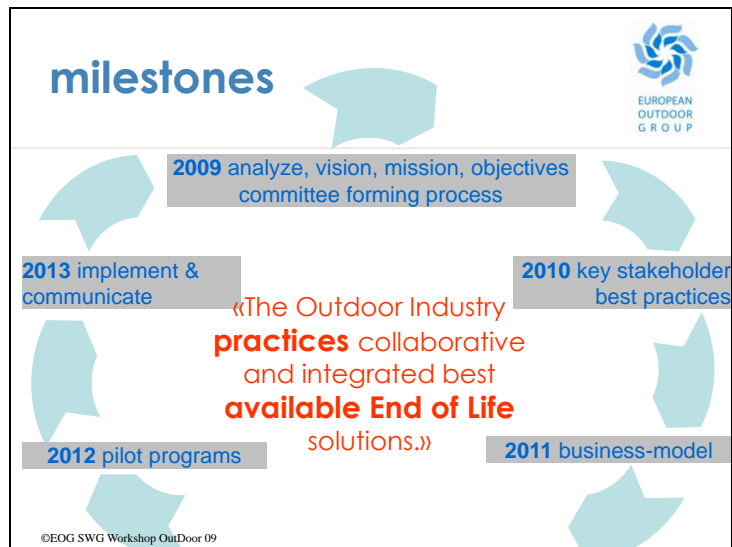 milestones
EUROPEAN
OUTDOOR
GROUP
2009 analyze, vision, mission, objectives
committee forming process
2013 implement &
communicate
2010 key stakeholder
best practices
«The Outdoor Industry
practices collaborative
and integrated best
available End of Life
solutions.»
2012 pilot programs
2011 business-model
©EOG SWG Workshop OutDoor 09